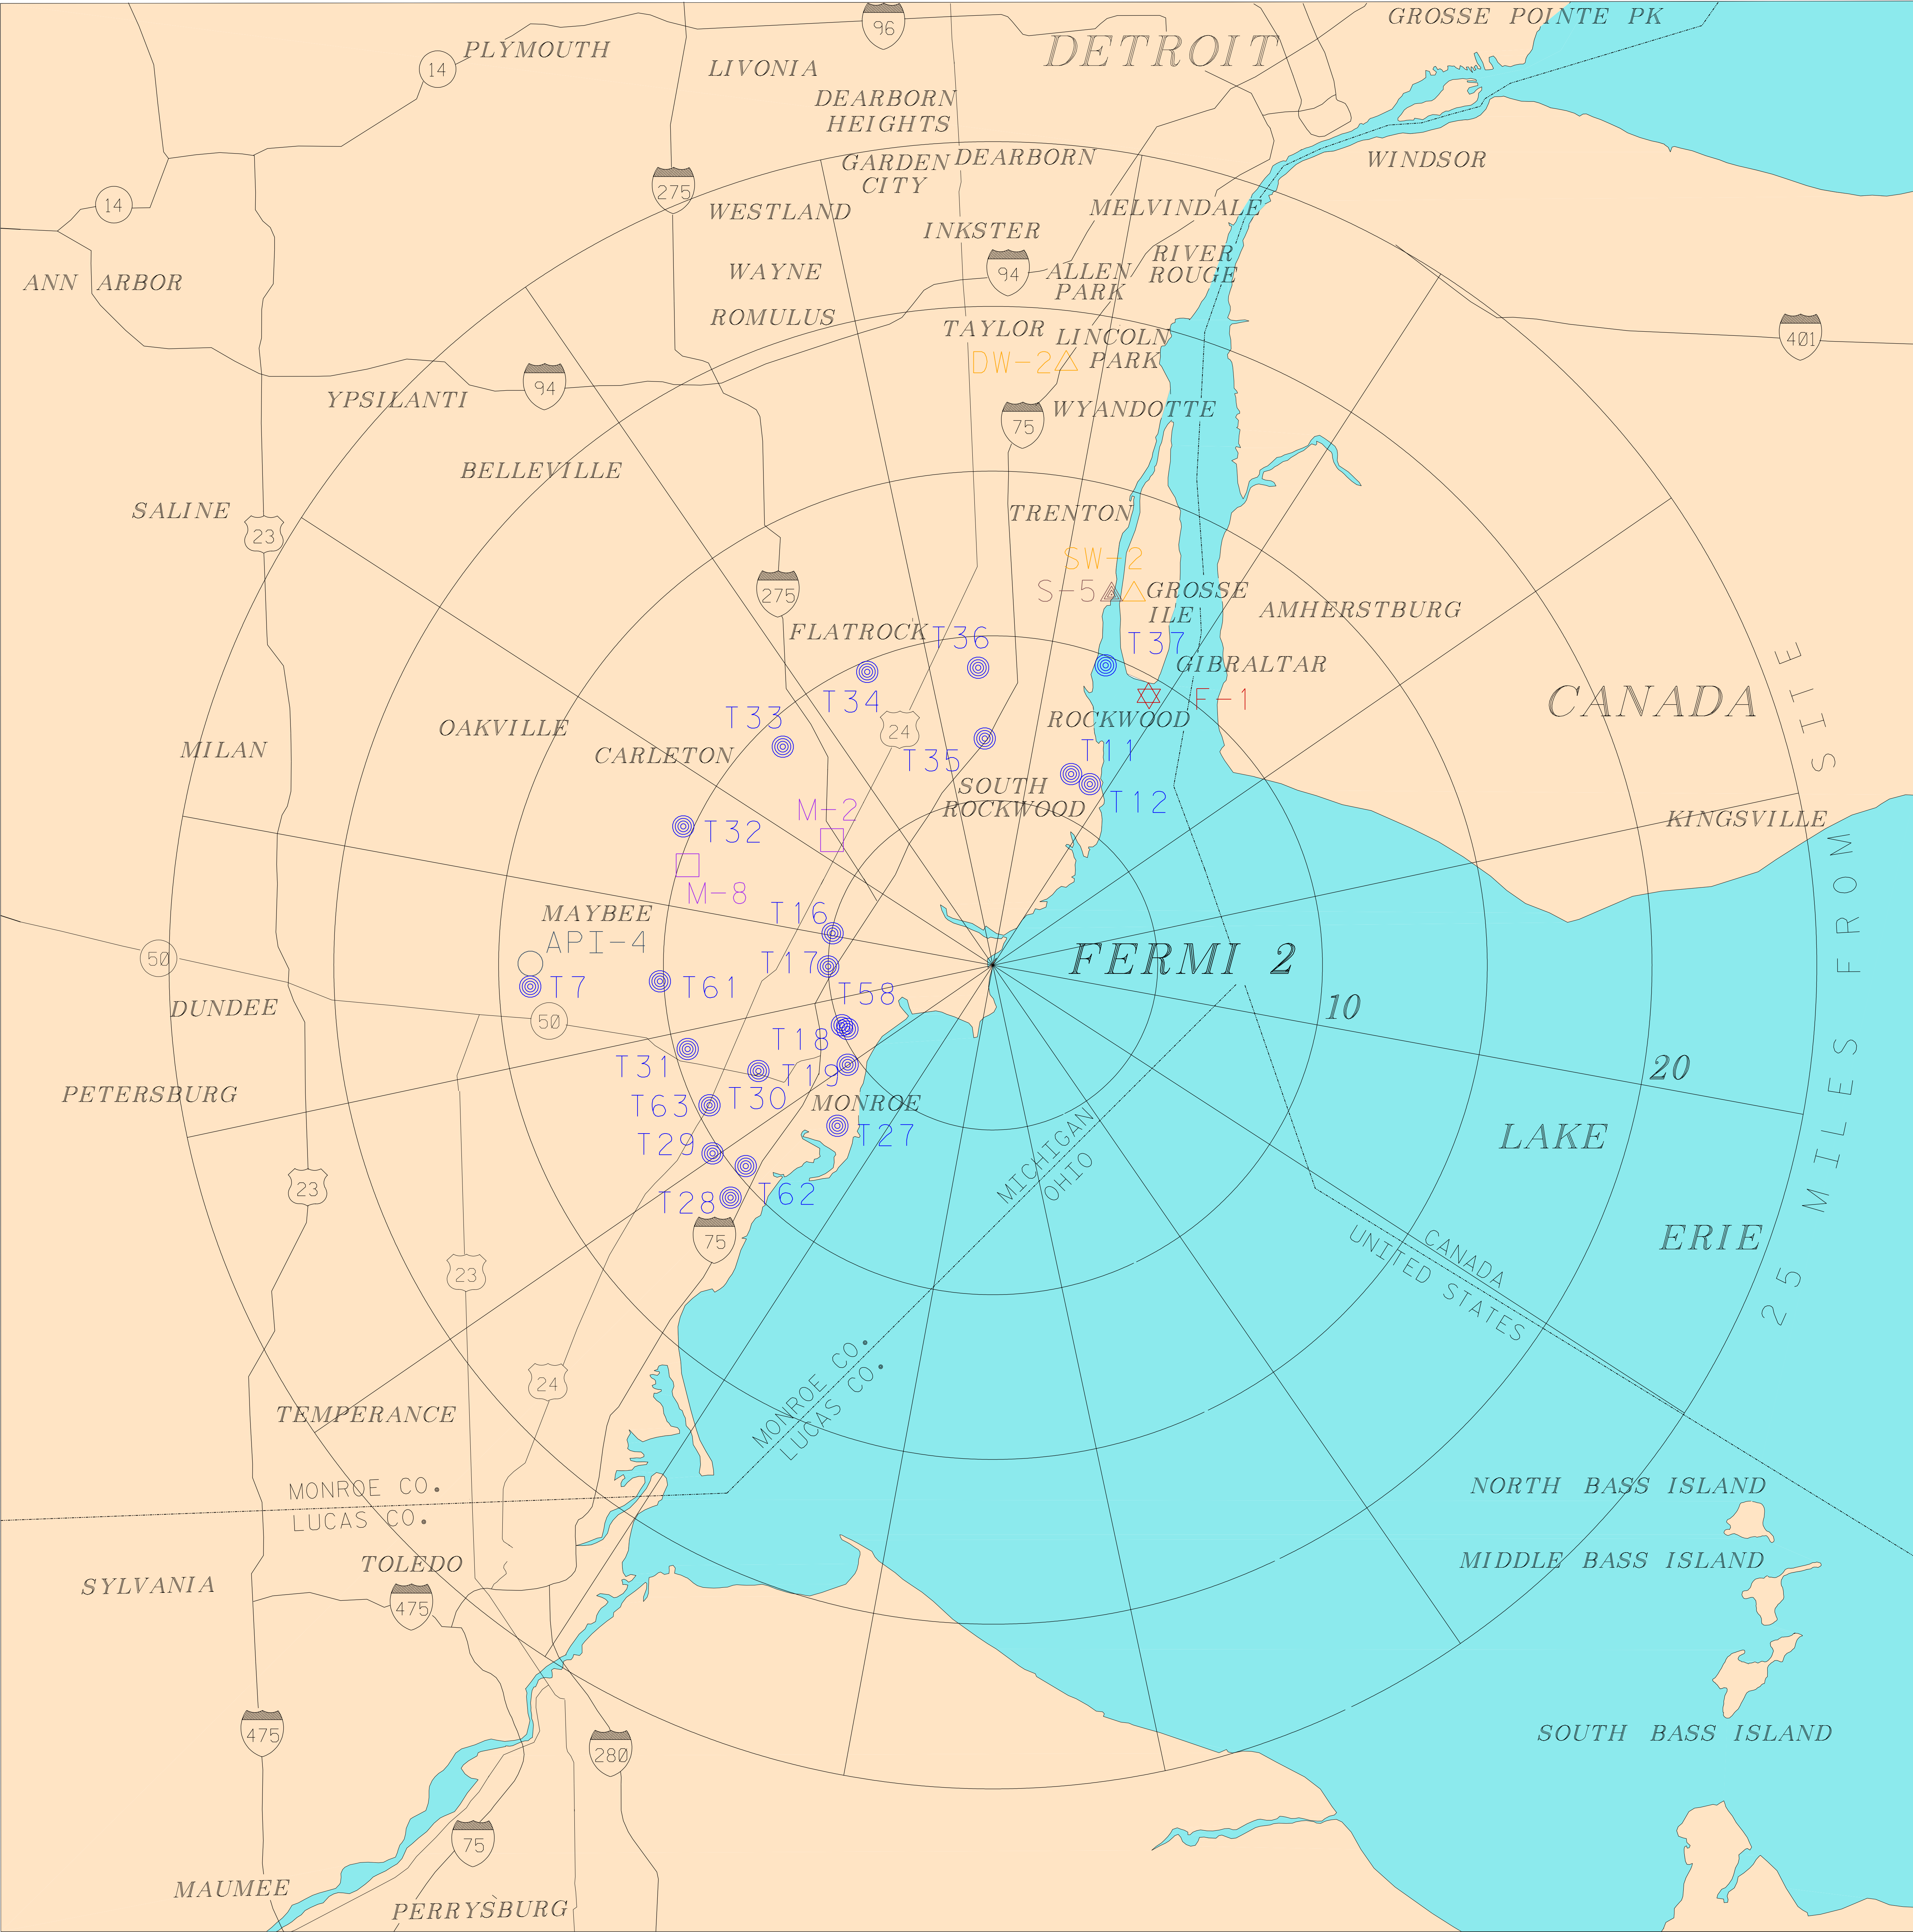 GROSSE POINTE PK
96
DETROIT
PLYMOUTH
14
LIVONIA
DEARBORN
HEIGHTS
GARDEN
CITY
DEARBORN
WINDSOR
275
14
WESTLAND
MELVINDALE
INKSTER
RIVER
ROUGE
ANN ARBOR
WAYNE
94
ALLEN
PARK
ROMULUS
TAYLOR
LINCOLN
PARK
401
DW-2
94
YPSILANTI
WYANDOTTE
75
BELLEVILLE
SALINE
TRENTON
23
SW-2
S-5
GROSSE
ILE
275
AMHERSTBURG
FLATROCK
T36
T37
GIBRALTAR
T34
F-1
CANADA
T33
ROCKWOOD
24
OAKVILLE
MILAN
CARLETON
T35
T11
SOUTH
ROCKWOOD
T12
M-2
KINGSVILLE
T32
M-8
MAYBEE
T16
API-4
50
T17
FERMI 2
T7
T61
T58
DUNDEE
10
50
T18
T31
T19
20
PETERSBURG
T30
T63
MONROE
T27
T29
MICHIGAN
OHIO
LAKE
T62
T28
23
75
ERIE
25 MILES FROM SITE
CANADA
UNITED STATES
23
MONROE CO.
LUCAS CO.
24
TEMPERANCE
MONROE CO.
LUCAS CO.
NORTH BASS ISLAND
TOLEDO
MIDDLE BASS ISLAND
SYLVANIA
475
475
280
SOUTH BASS ISLAND
75
MAUMEE
PERRYSBURG